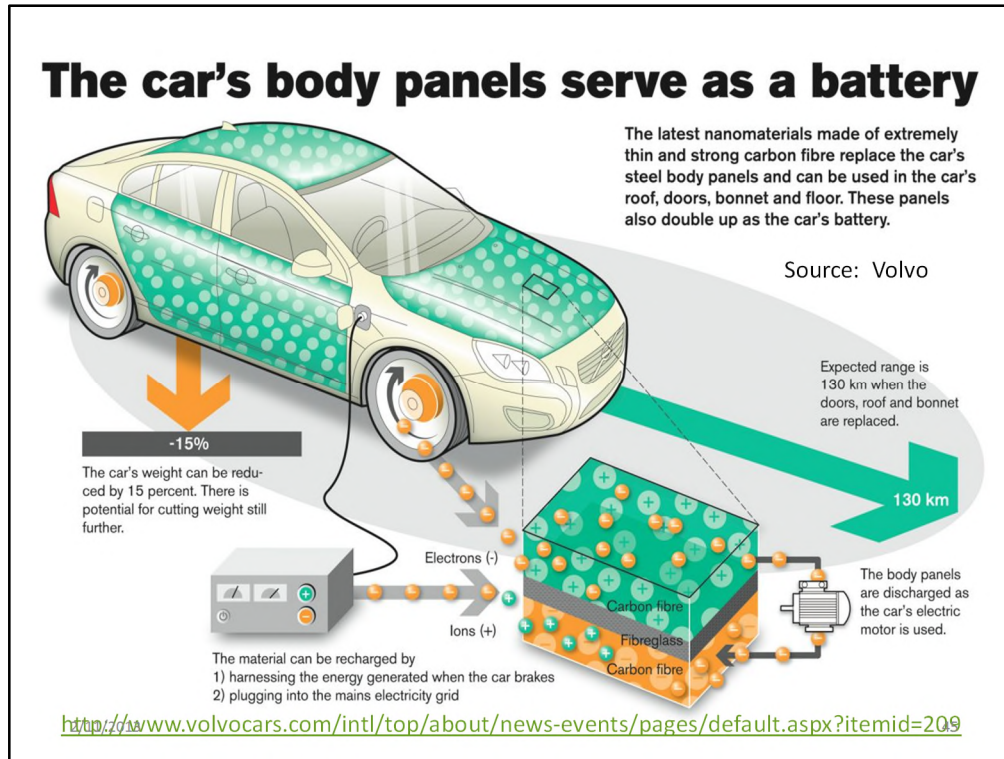 The car's body panels serve as a battery
The latest nanomaterials made of extremely
thin and strong carbon fibre replace the car's
steel body panels and can be used in the car's
roof, doors, bonnet and floor. These panels
also double up as the car's battery.
Source:  Volvo
Expected range is
130 km when the
doors, roof and bonnet
are replaced.
130 km
-15%
The car's weight can be redu-
ced by 15 percent. There is
potential for cutting weight still
further.
Electrons (-)
Ions (+)
Carbon fibre
Fibreglass
Carbon fibre
The body panels
are discharged as
the car's electric
motor is used.
The material can be recharged by
1) harnessing the energy generated when the car brakes
2) plugging into the mains electricity grid
http://www.volvocars.com/intl/top/about/news-events/pages/default.aspx?itemid=209
45